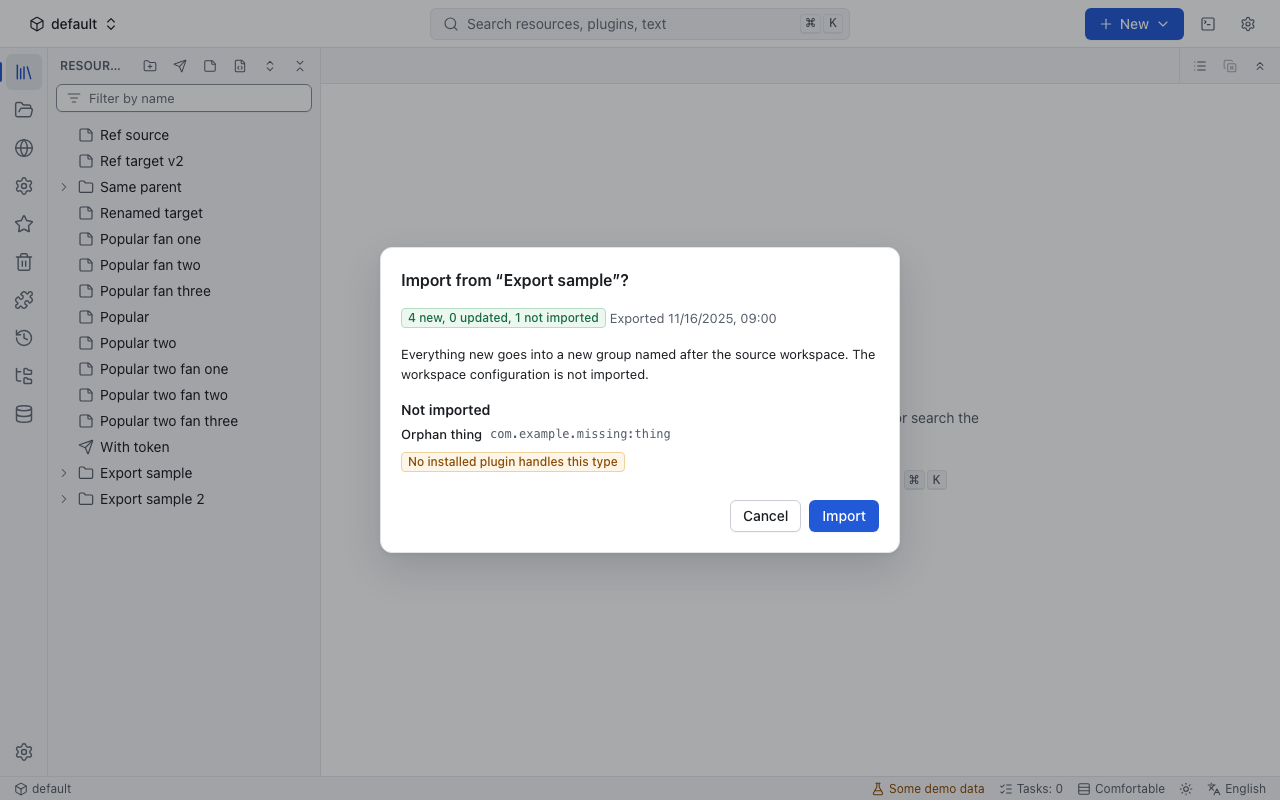 default
Search resources, plugins, text
⌘ K
New
RESOUR...
Filter by name
Ref source
Ref target v2
Same parent
Renamed target
Popular fan one
Popular fan two
Popular fan three
Popular
Popular two
Popular two fan one
Popular two fan two
Popular two fan three
With token
Export sample
Export sample 2
or search the
⌘ K
Import from “Export sample”?
4 new, 0 updated, 1 not imported
Exported 11/16/2025, 09:00
Everything new goes into a new group named after the source workspace. The
workspace configuration is not imported.
Not imported
Orphan thing com.example.missing:thing
No installed plugin handles this type
Cancel
Import
default
Some demo data
Tasks: 0
Comfortable
English